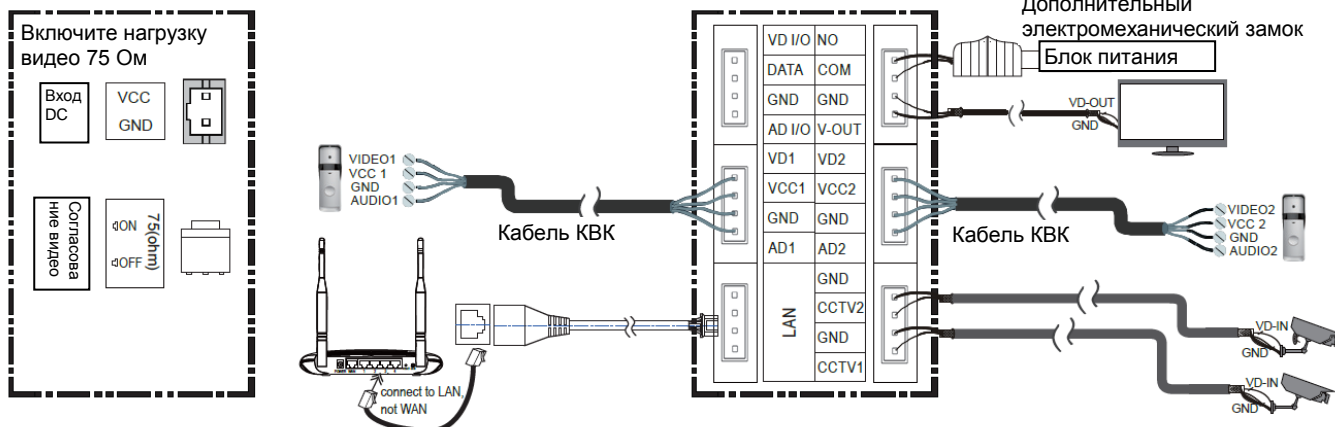 Включите нагрузку
видео 75 Ом
Вход
DC
VCC
GND
Согласова
ние видео
ON
OFF
75(ohm)
VIDEO1
VCC 1
GND
AUDIO1
Кабель КВК
connect to LAN,
not WAN
VD I/O NO
DATA COM
GND GND
AD I/O V-OUT
VD1 VD2
VCC1 VCC2
GND GND
AD1 AD2
LAN
GND
CCTV2
GND
CCTV1
Дополнительный
электромеханический замок
Блок питания
VD-OUT
GND
Кабель КВК
VIDEO2
VCC 2
GND
AUDIO2
VD-IN
GND
VD-IN
GND